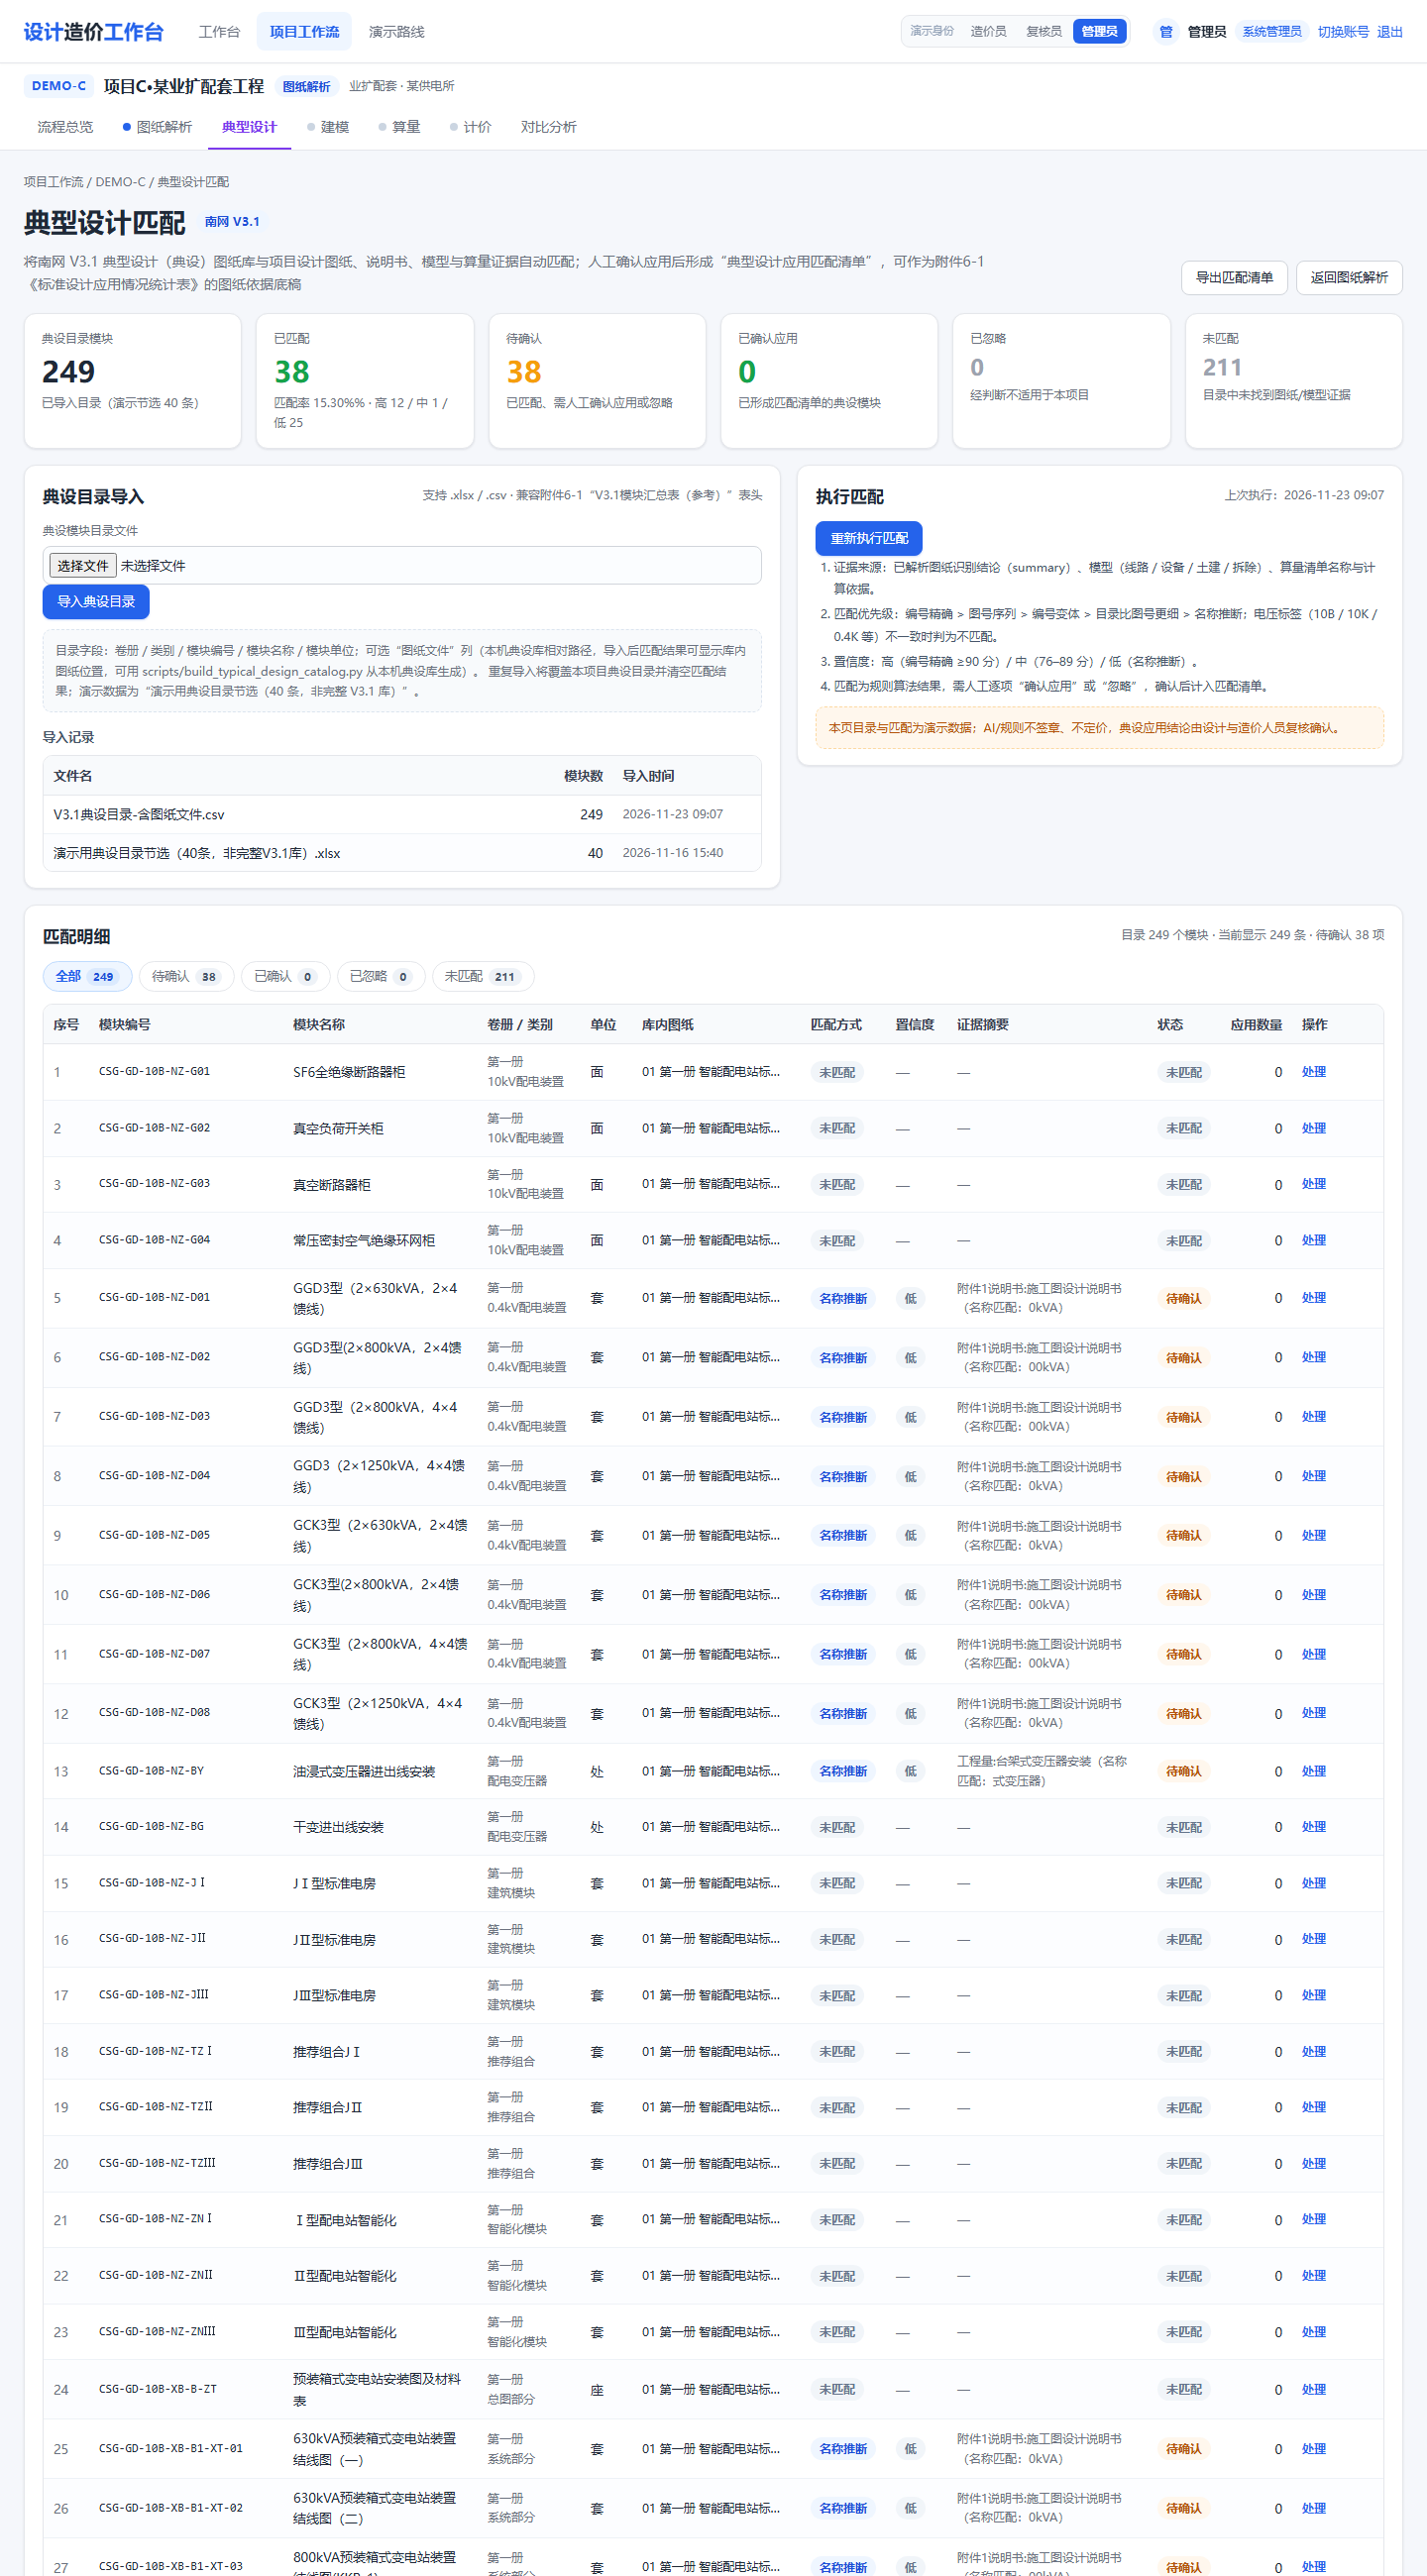 设计造价工作台
工作台
项目工作流
演示路线
演示身份 造价员 复核员 管理员
管 管理员 系统管理员 切换账号 退出
DEMO-C 项目C•某业扩配套工程 图纸解析 业扩配套 · 某供电所
流程总览 图纸解析 典型设计 建模 算量 计价 对比分析
项目工作流 / DEMO-C / 典型设计匹配
典型设计匹配 南网 V3.1
将南网 V3.1 典型设计（典设）图纸库与项目设计图纸、说明书、模型与算量证据自动匹配；人工确认应用后形成“典型设计应用匹配清单”，可作为附件6-1
《标准设计应用情况统计表》的图纸依据底稿
导出匹配清单 返回图纸解析
典设目录模块
249
已导入目录（演示节选 40 条）
已匹配
38
匹配率 15.30%% · 高 12 / 中 1 /
低 25
待确认
38
已匹配、需人工确认应用或忽略
已确认应用
0
已形成匹配清单的典设模块
已忽略
0
经判断不适用于本项目
未匹配
211
目录中未找到图纸/模型证据
典设目录导入 支持 .xlsx / .csv · 兼容附件6-1“V3.1模块汇总表（参考）”表头
典设模块目录文件
选择文件 未选择文件
导入典设目录
目录字段：卷册 / 类别 / 模块编号 / 模块名称 / 模块单位；可选“图纸文件”列（本机典设库相对路径，导入后匹配结果可显示库内
图纸位置，可用 scripts/build_typical_design_catalog.py 从本机典设库生成）。 重复导入将覆盖本项目典设目录并清空匹配结
果；演示数据为“演示用典设目录节选（40 条，非完整 V3.1 库）”。
导入记录
文件名 模块数 导入时间
V3.1典设目录-含图纸文件.csv 249 2026-11-23 09:07
演示用典设目录节选（40条，非完整V3.1库）.xlsx 40 2026-11-16 15:40
执行匹配 上次执行：2026-11-23 09:07
重新执行匹配
1. 证据来源：已解析图纸识别结论（summary）、模型（线路 / 设备 / 土建 / 拆除）、算量清单名称与计
算依据。
2. 匹配优先级：编号精确 > 图号序列 > 编号变体 > 目录比图号更细 > 名称推断；电压标签（10B / 10K /
0.4K 等）不一致时判为不匹配。
3. 置信度：高（编号精确 ≥90 分）/ 中（76–89 分）/ 低（名称推断）。
4. 匹配为规则算法结果，需人工逐项“确认应用”或“忽略”，确认后计入匹配清单。
本页目录与匹配为演示数据；AI/规则不签章、不定价，典设应用结论由设计与造价人员复核确认。
匹配明细 目录 249 个模块 · 当前显示 249 条 · 待确认 38 项
全部 249 待确认 38 已确认 0 已忽略 0 未匹配 211
序号 模块编号 模块名称 卷册 / 类别 单位 库内图纸 匹配方式 置信度 证据摘要 状态 应用数量 操作
1 CSG-GD-10B-NZ-G01 SF6全绝缘断路器柜 第一册 10kV配电装置 面 01 第一册 智能配电站标... 未匹配 — — 未匹配 0 处理
2 CSG-GD-10B-NZ-G02 真空负荷开关柜 第一册 10kV配电装置 面 01 第一册 智能配电站标... 未匹配 — — 未匹配 0 处理
3 CSG-GD-10B-NZ-G03 真空断路器柜 第一册 10kV配电装置 面 01 第一册 智能配电站标... 未匹配 — — 未匹配 0 处理
4 CSG-GD-10B-NZ-G04 常压密封空气绝缘环网柜 第一册 10kV配电装置 面 01 第一册 智能配电站标... 未匹配 — — 未匹配 0 处理
5 CSG-GD-10B-NZ-D01 GGD3型（2×630kVA，2×4馈线） 第一册 0.4kV配电装置 套 01 第一册 智能配电站标... 名称推断 低 附件1说明书:施工图设计说明书（名称匹配：0kVA） 待确认 0 处理
6 CSG-GD-10B-NZ-D02 GGD3型(2×800kVA，2×4馈线） 第一册 0.4kV配电装置 套 01 第一册 智能配电站标... 名称推断 低 附件1说明书:施工图设计说明书（名称匹配：00kVA） 待确认 0 处理
7 CSG-GD-10B-NZ-D03 GGD3型（2×800kVA，4×4馈线） 第一册 0.4kV配电装置 套 01 第一册 智能配电站标... 名称推断 低 附件1说明书:施工图设计说明书（名称匹配：00kVA） 待确认 0 处理
8 CSG-GD-10B-NZ-D04 GGD3（2×1250kVA，4×4馈线） 第一册 0.4kV配电装置 套 01 第一册 智能配电站标... 名称推断 低 附件1说明书:施工图设计说明书（名称匹配：0kVA） 待确认 0 处理
9 CSG-GD-10B-NZ-D05 GCK3型（2×630kVA，2×4馈线） 第一册 0.4kV配电装置 套 01 第一册 智能配电站标... 名称推断 低 附件1说明书:施工图设计说明书（名称匹配：0kVA） 待确认 0 处理
10 CSG-GD-10B-NZ-D06 GCK3型(2×800kVA，2×4馈线） 第一册 0.4kV配电装置 套 01 第一册 智能配电站标... 名称推断 低 附件1说明书:施工图设计说明书（名称匹配：00kVA） 待确认 0 处理
11 CSG-GD-10B-NZ-D07 GCK3型（2×800kVA，4×4馈线） 第一册 0.4kV配电装置 套 01 第一册 智能配电站标... 名称推断 低 附件1说明书:施工图设计说明书（名称匹配：00kVA） 待确认 0 处理
12 CSG-GD-10B-NZ-D08 GCK3型（2×1250kVA，4×4馈线） 第一册 0.4kV配电装置 套 01 第一册 智能配电站标... 名称推断 低 附件1说明书:施工图设计说明书（名称匹配：0kVA） 待确认 0 处理
13 CSG-GD-10B-NZ-BY 油浸式变压器进出线安装 第一册 配电变压器 处 01 第一册 智能配电站标... 名称推断 低 工程量:台架式变压器安装（名称匹配：式变压器） 待确认 0 处理
14 CSG-GD-10B-NZ-BG 干变进出线安装 第一册 配电变压器 处 01 第一册 智能配电站标... 未匹配 — — 未匹配 0 处理
15 CSG-GD-10B-NZ-JⅠ JⅠ型标准电房 第一册 建筑模块 套 01 第一册 智能配电站标... 未匹配 — — 未匹配 0 处理
16 CSG-GD-10B-NZ-JⅡ JⅡ型标准电房 第一册 建筑模块 套 01 第一册 智能配电站标... 未匹配 — — 未匹配 0 处理
17 CSG-GD-10B-NZ-JⅢ JⅢ型标准电房 第一册 建筑模块 套 01 第一册 智能配电站标... 未匹配 — — 未匹配 0 处理
18 CSG-GD-10B-NZ-TZⅠ 推荐组合JⅠ 第一册 推荐组合 套 01 第一册 智能配电站标... 未匹配 — — 未匹配 0 处理
19 CSG-GD-10B-NZ-TZⅡ 推荐组合JⅡ 第一册 推荐组合 套 01 第一册 智能配电站标... 未匹配 — — 未匹配 0 处理
20 CSG-GD-10B-NZ-TZⅢ 推荐组合JⅢ 第一册 推荐组合 套 01 第一册 智能配电站标... 未匹配 — — 未匹配 0 处理
21 CSG-GD-10B-NZ-ZNⅠ Ⅰ型配电站智能化 第一册 智能化模块 套 01 第一册 智能配电站标... 未匹配 — — 未匹配 0 处理
22 CSG-GD-10B-NZ-ZNⅡ Ⅱ型配电站智能化 第一册 智能化模块 套 01 第一册 智能配电站标... 未匹配 — — 未匹配 0 处理
23 CSG-GD-10B-NZ-ZNⅢ Ⅲ型配电站智能化 第一册 智能化模块 套 01 第一册 智能配电站标... 未匹配 — — 未匹配 0 处理
24 CSG-GD-10B-XB-B-ZT 预装箱式变电站安装图及材料表 第一册 总图部分 座 01 第一册 智能配电站标... 未匹配 — — 未匹配 0 处理
25 CSG-GD-10B-XB-B1-XT-01 630kVA预装箱式变电站装置结线图（一） 第一册 系统部分 套 01 第一册 智能配电站标... 名称推断 低 附件1说明书:施工图设计说明书（名称匹配：0kVA） 待确认 0 处理
26 CSG-GD-10B-XB-B1-XT-02 630kVA预装箱式变电站装置结线图（二） 第一册 系统部分 套 01 第一册 智能配电站标... 名称推断 低 附件1说明书:施工图设计说明书（名称匹配：0kVA） 待确认 0 处理
27 CSG-GD-10B-XB-B1-XT-03 800kVA预装箱式变电站装置 第一册 套 01 第一册 智能配电站标... 名称推断 低 附件1说明书:施工图设计说明书 待确认 0 处理